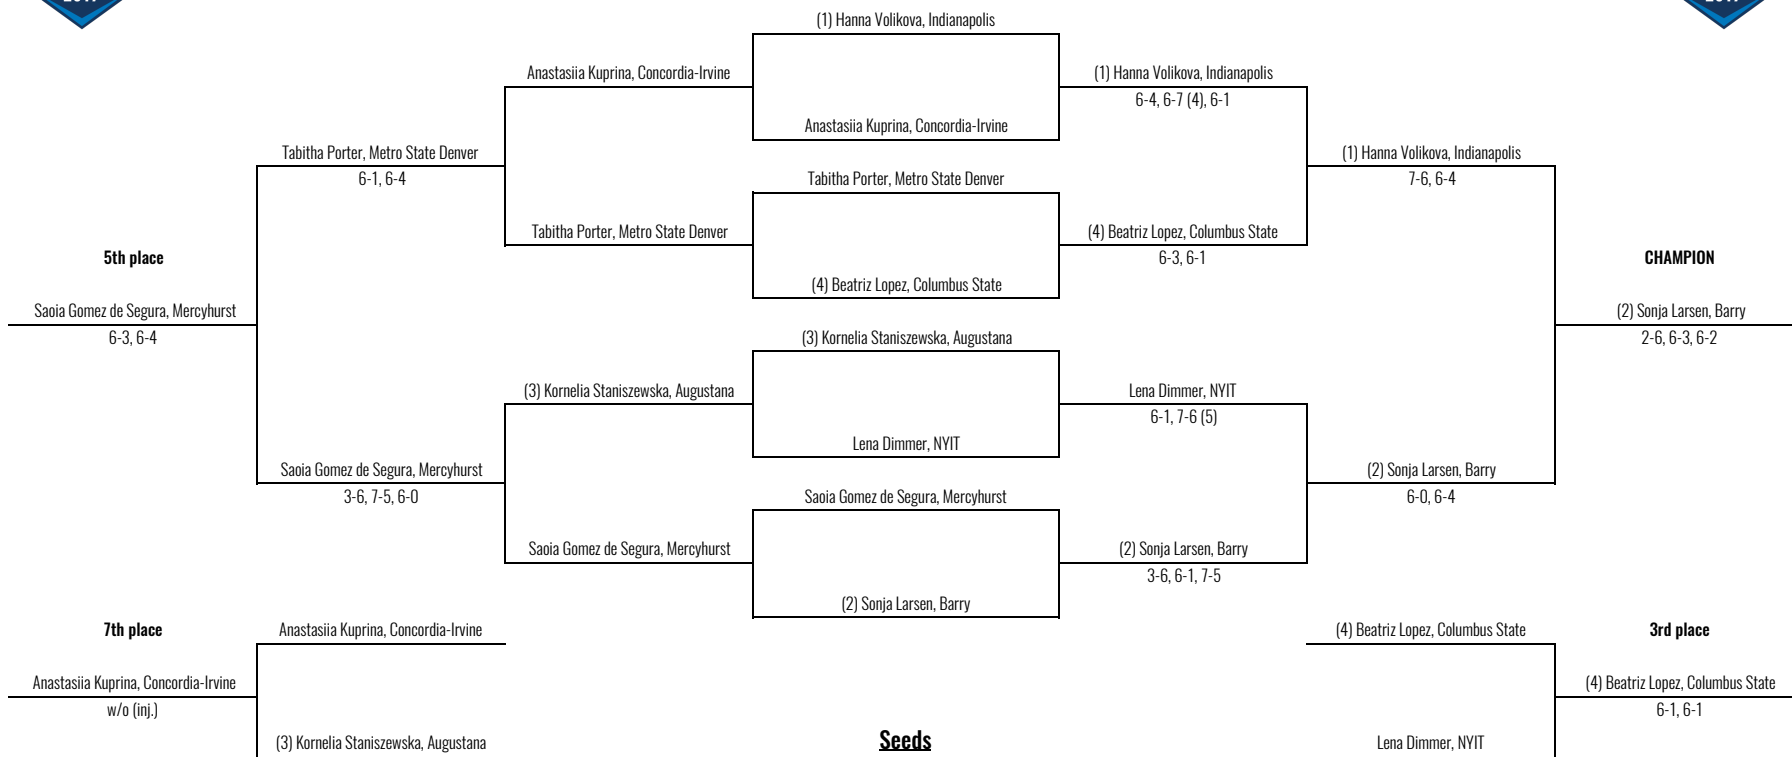 (1) Hanna Volikova, Indianapolis
Anastasiia Kuprina, Concordia-Irvine
(1) Hanna Volikova, Indianapolis
6-4, 6-7 (4), 6-1
Anastasiia Kuprina, Concordia-Irvine
Tabitha Porter, Metro State Denver
6-1, 6-4
(1) Hanna Volikova, Indianapolis
7-6, 6-4
Tabitha Porter, Metro State Denver
Tabitha Porter, Metro State Denver
(4) Beatriz Lopez, Columbus State
6-3, 6-1
5th place
CHAMPION
(4) Beatriz Lopez, Columbus State
Saoia Gomez de Segura, Mercyhurst
6-3, 6-4
(2) Sonja Larsen, Barry
2-6, 6-3, 6-2
(3) Kornelia Staniszewska, Augustana
(3) Kornelia Staniszewska, Augustana
Lena Dimmer, NYIT
6-1, 7-6 (5)
Lena Dimmer, NYIT
Saoia Gomez de Segura, Mercyhurst
3-6, 7-5, 6-0
(2) Sonja Larsen, Barry
6-0, 6-4
Saoia Gomez de Segura, Mercyhurst
Saoia Gomez de Segura, Mercyhurst
(2) Sonja Larsen, Barry
3-6, 6-1, 7-5
(2) Sonja Larsen, Barry
7th place
Anastasiia Kuprina, Concordia-Irvine
(4) Beatriz Lopez, Columbus State
3rd place
Anastasiia Kuprina, Concordia-Irvine
w/o (inj.)
(4) Beatriz Lopez, Columbus State
6-1, 6-1
(3) Kornelia Staniszewska, Augustana
Seeds
Lena Dimmer, NYIT